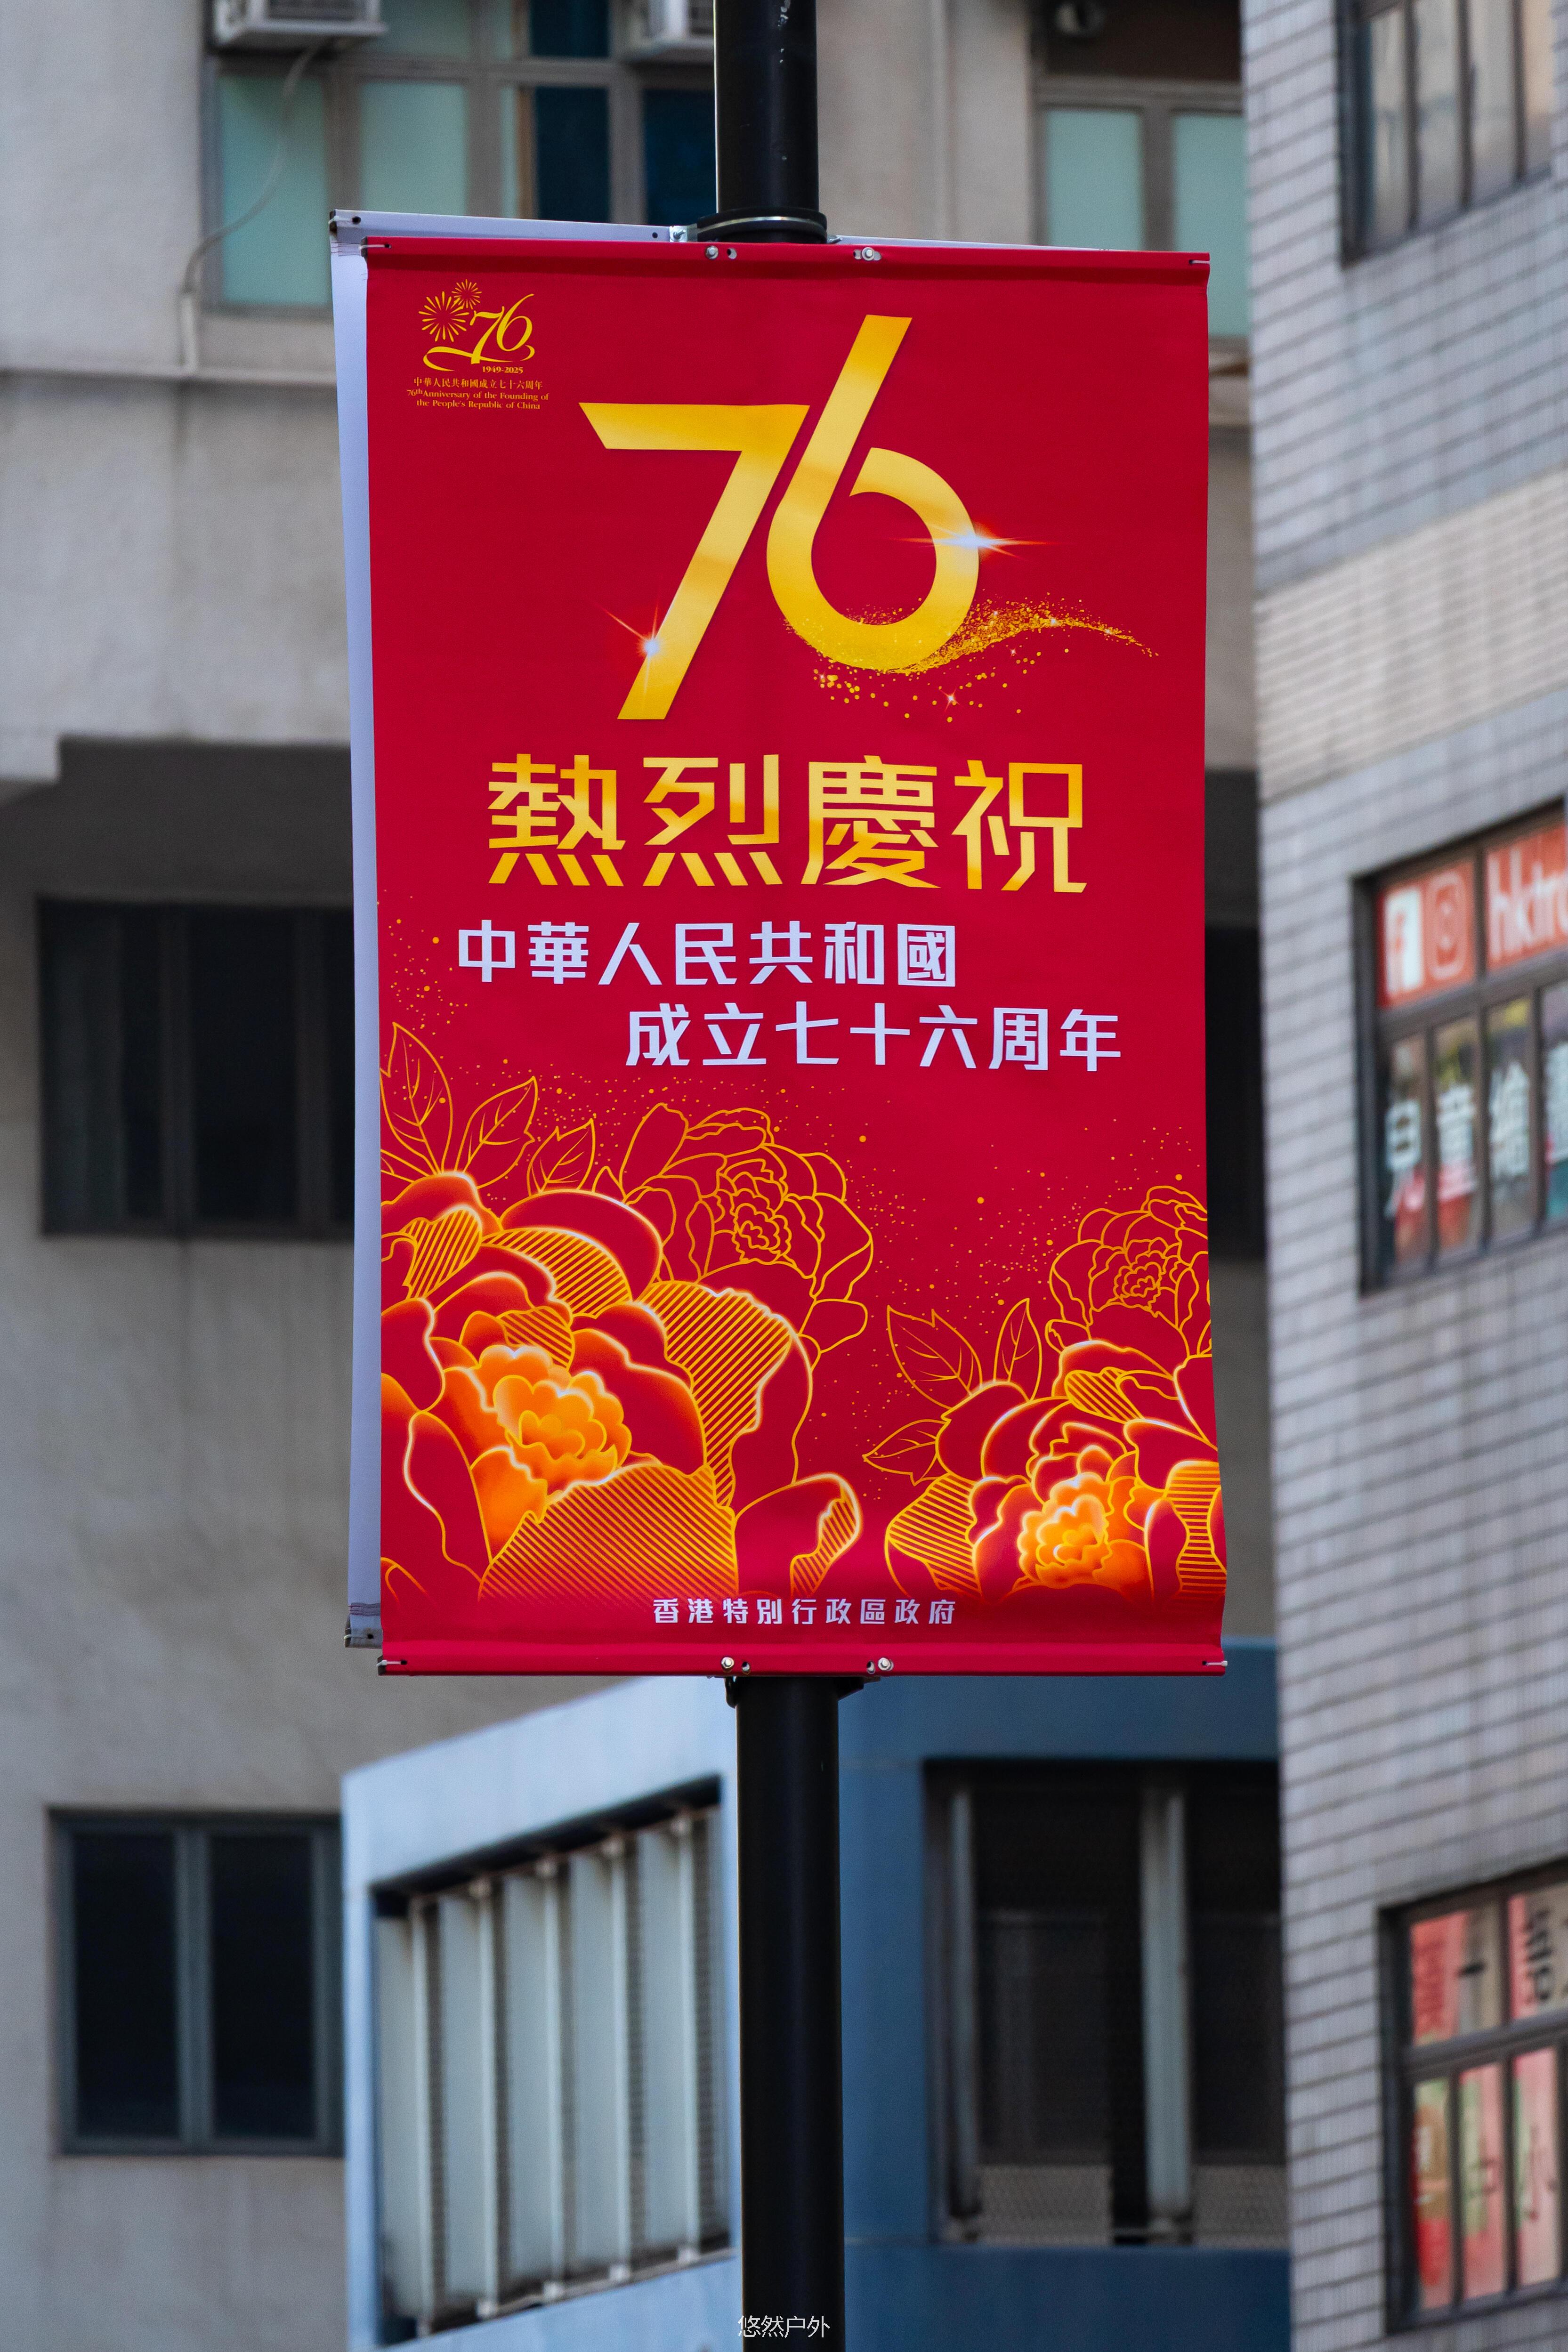 76
1949-2025
中華人民共和國成立七十六周年
76th Anniversary of the Founding of
the People's Republic of China
76
熱烈慶祝
中華人民共和國
成立七十六周年
香港特別行政區政府
兒童繪
悠然户外